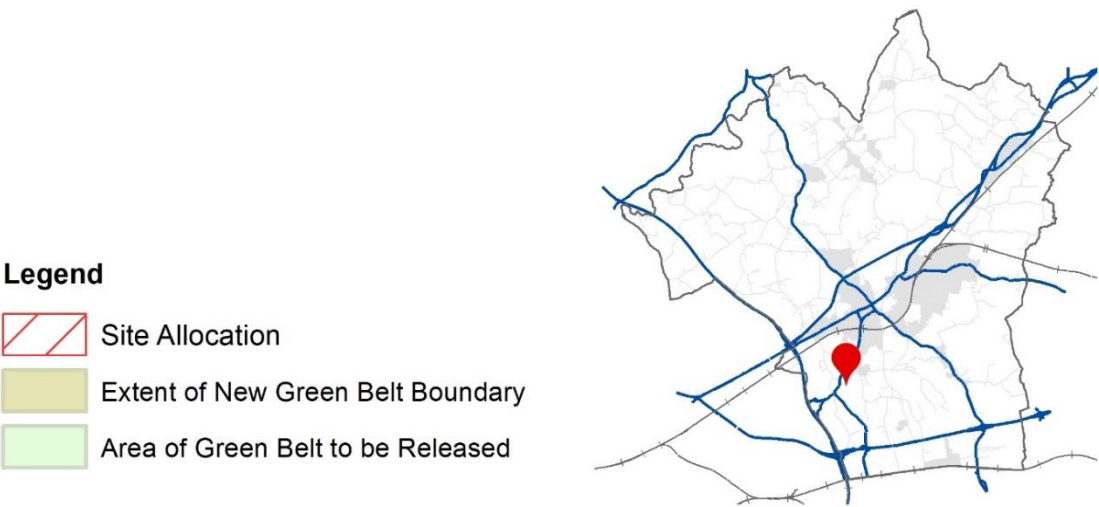 Legend
Site Allocation
Extent of New Green Belt Boundary
Area of Green Belt to be Released